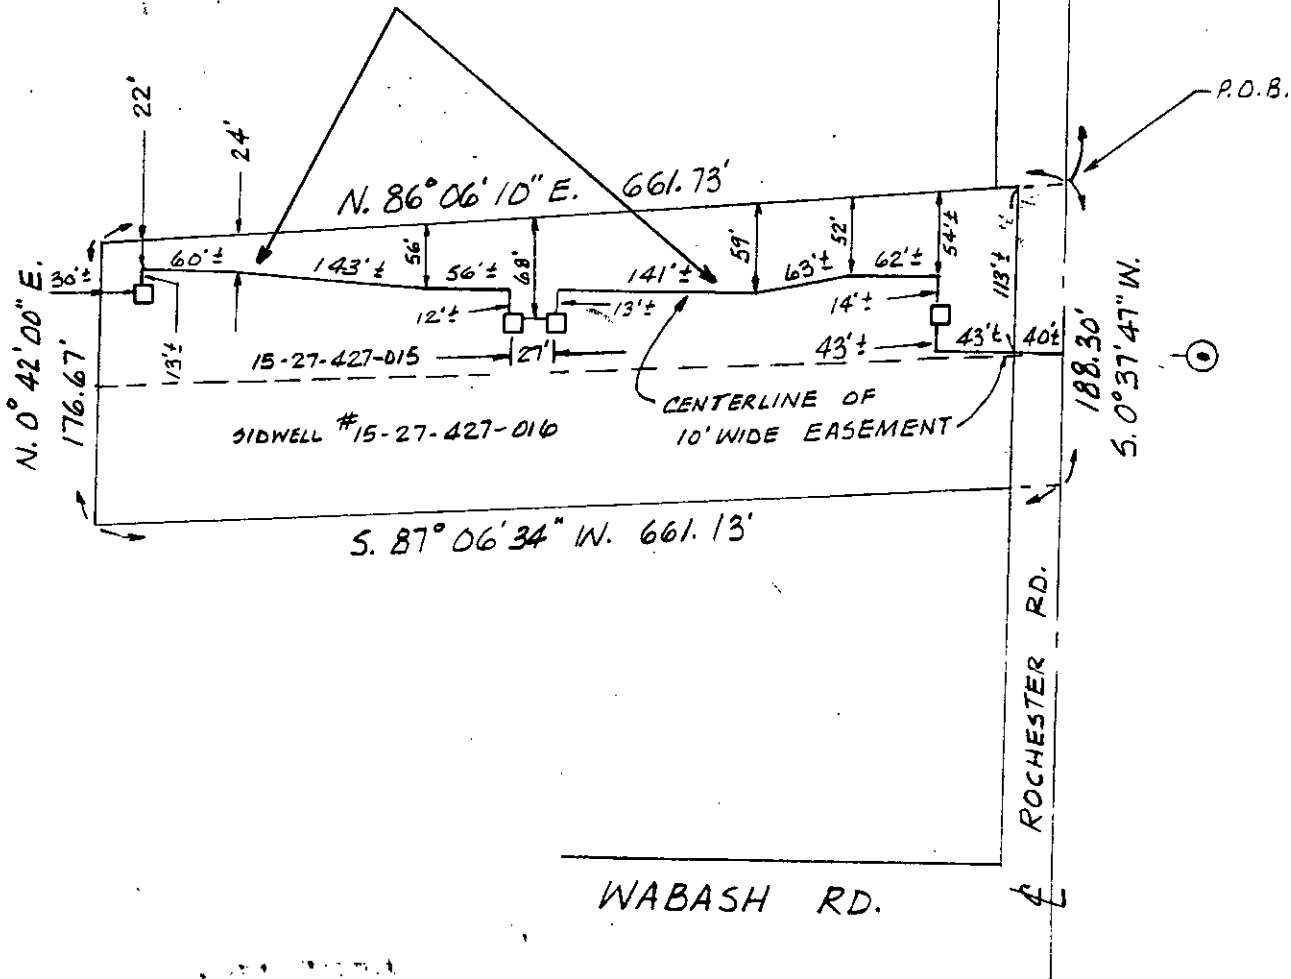 P.O.B.
22'
24'
N. 86° 06' 10" E. 661.73'
N. 0° 42' 00" E.
176.67'
30'±
60'±
143'±
56'
56'±
68'
141'±
59'
63'±
52'
62'±
54'±
113'±
13'±
12'±
13'±
14'±
43'±
43'±
40'±
15-27-427-015
27'
188.30'
S. 0° 37' 47" W.
CENTERLINE OF
10' WIDE EASEMENT
SIDWELL #15-27-427-016
S. 87° 06' 34" W. 661.13'
ROCHESTER RD.
WABASH RD.
℄